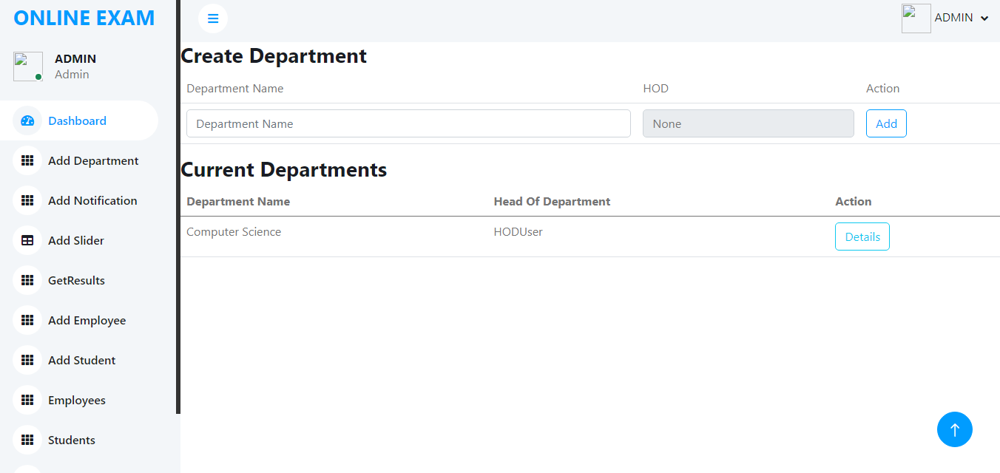 ONLINE EXAM
ADMIN
Admin
Dashboard
Add Department
Add Notification
Add Slider
GetResults
Add Employee
Add Student
Employees
Students
ADMIN
Create Department
Department Name HOD Action
Department Name None Add
Current Departments
Department Name Head Of Department Action
Computer Science HODUser Details